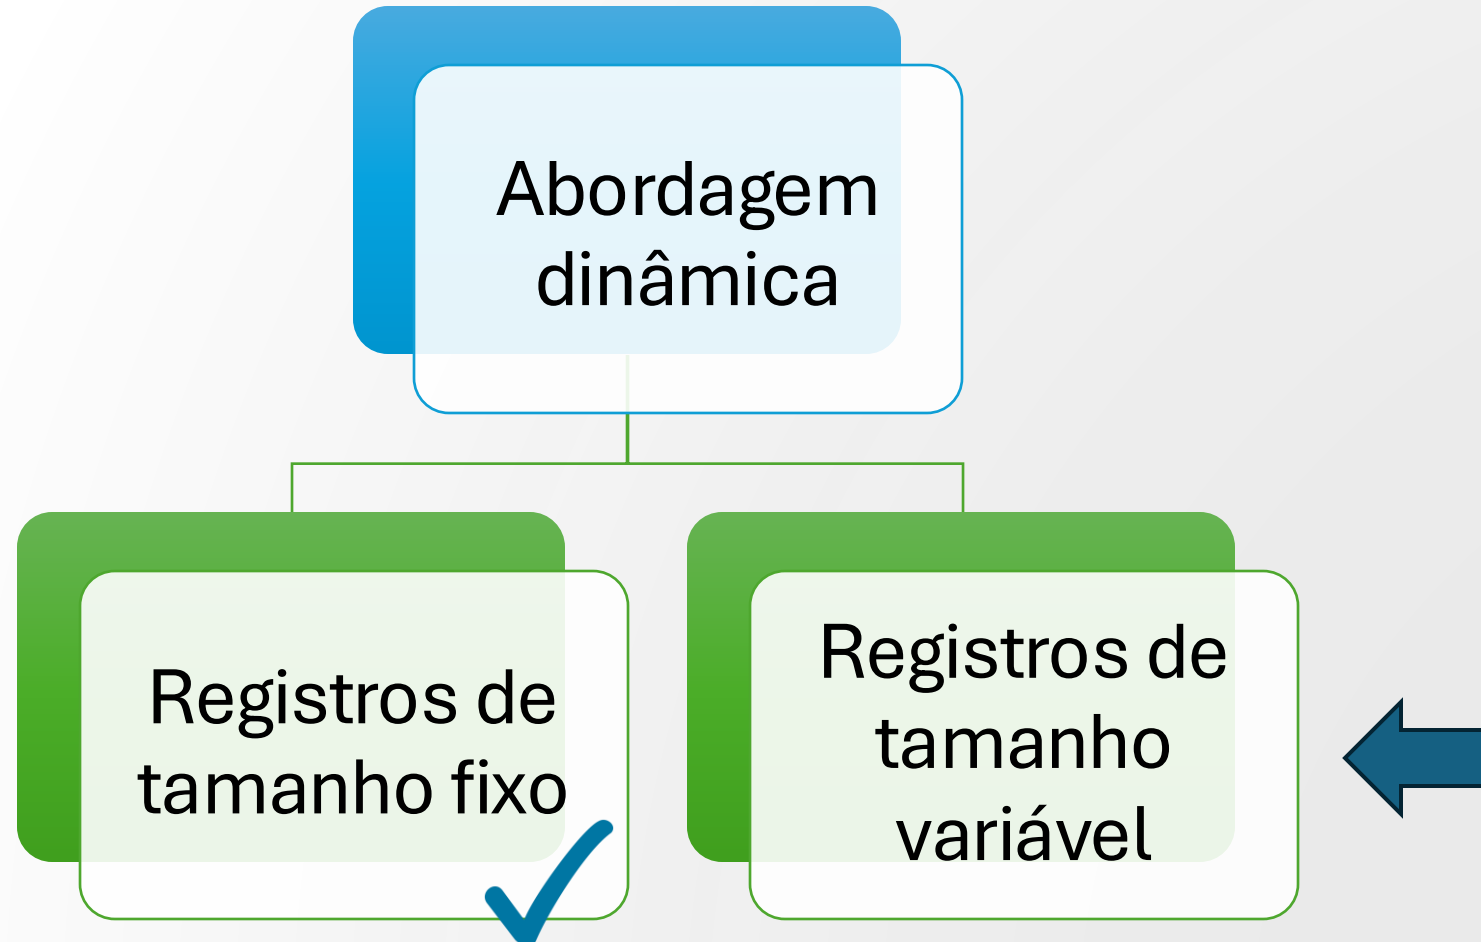 Abordagem
dinâmica
Registros de
tamanho fixo
Registros de
tamanho
variável